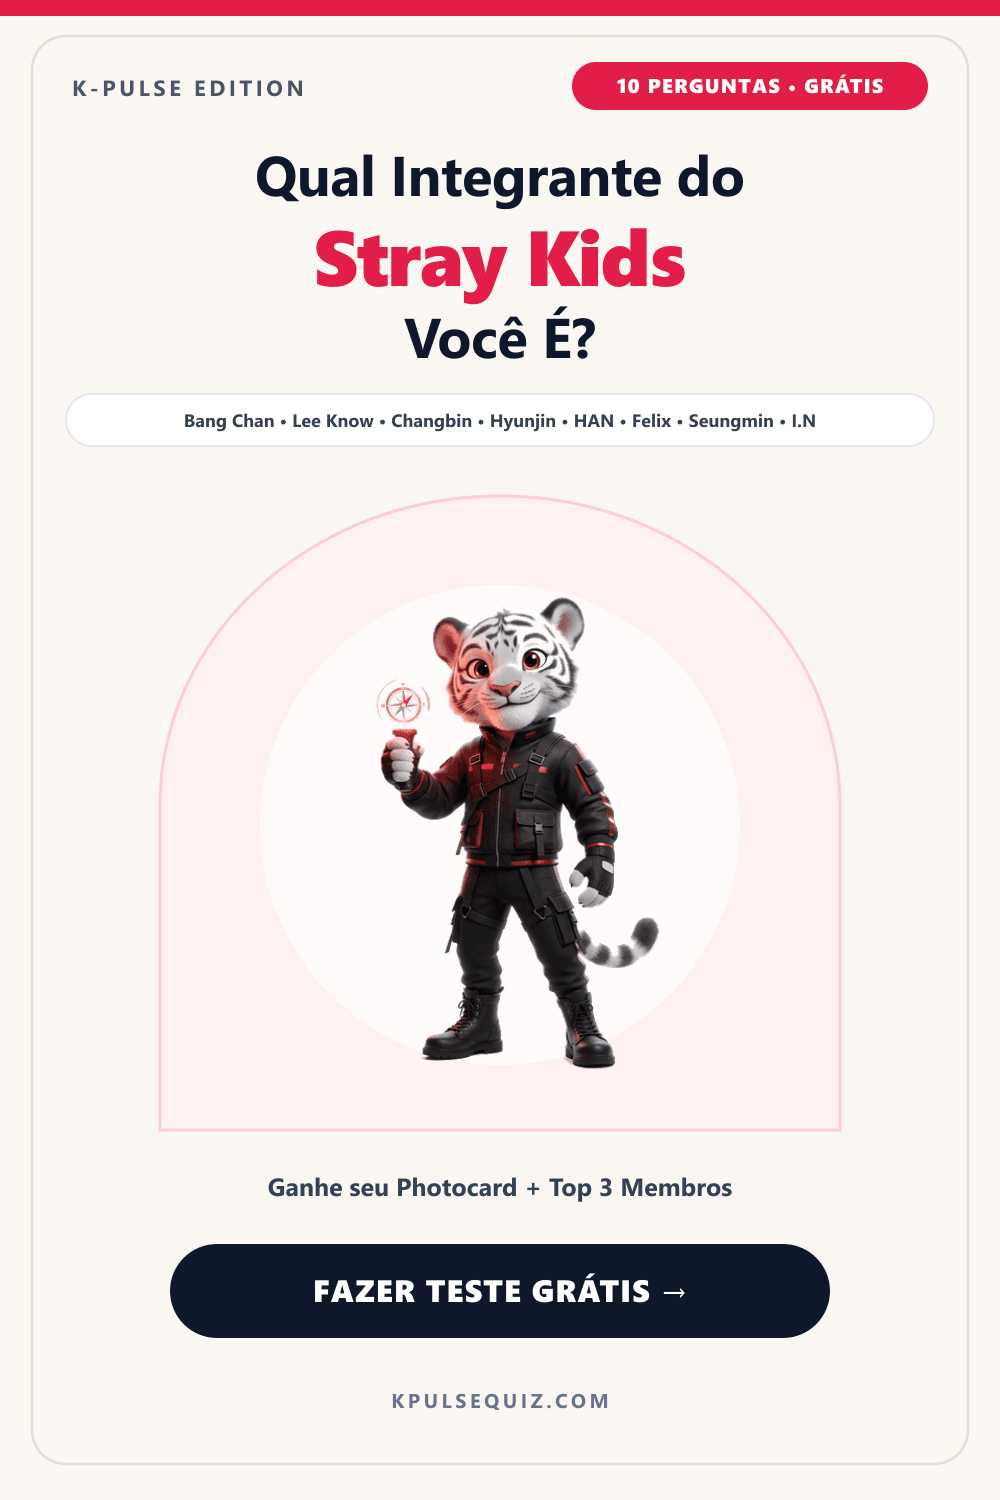 K-PULSE EDITION
10 PERGUNTAS • GRÁTIS
Qual Integrante do
Stray Kids
Você É?
Bang Chan • Lee Know • Changbin • Hyunjin • HAN • Felix • Seungmin • I.N
Ganhe seu Photocard + Top 3 Membros
FAZER TESTE GRÁTIS →
KPULSEQUIZ.COM